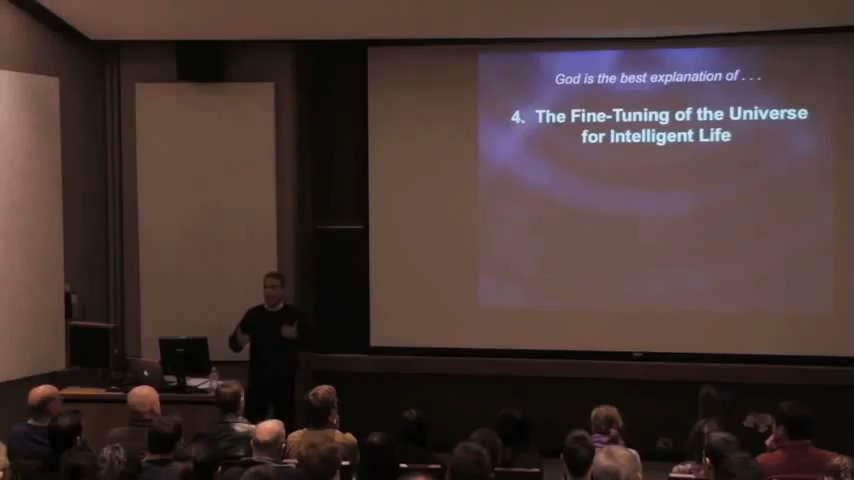 God is the best explanation of . . .
4. The Fine-Tuning of the Universe
for Intelligent Life